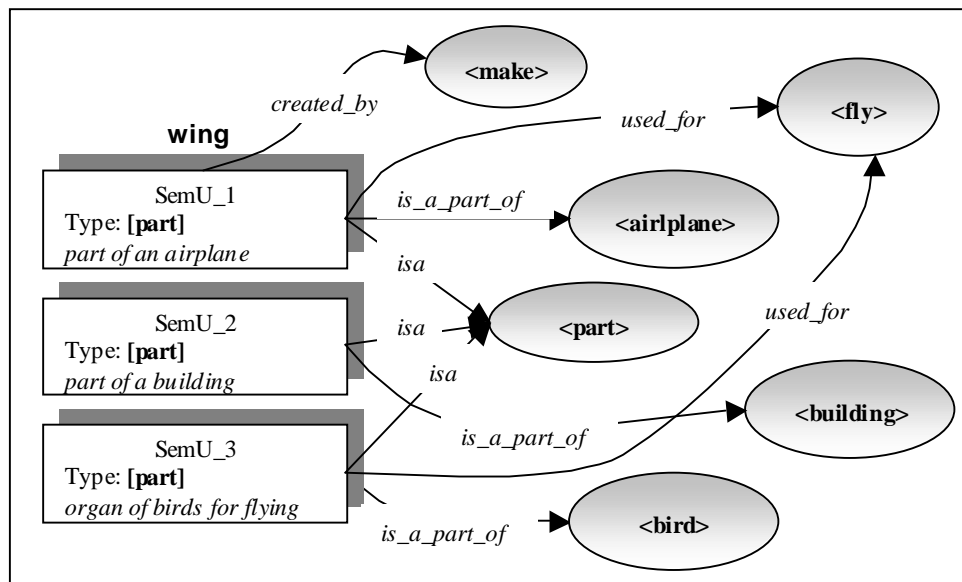 <make>
created_by
used_for
<fly>
wing
SemU_1
Type: [part]
part of an airplane
is_a_part_of
<airlplane>
isa
SemU_2
Type: [part]
part of a building
isa
<part>
used_for
isa
<building>
is_a_part_of
SemU_3
Type: [part]
organ of birds for flying
is_a_part_of
<bird>